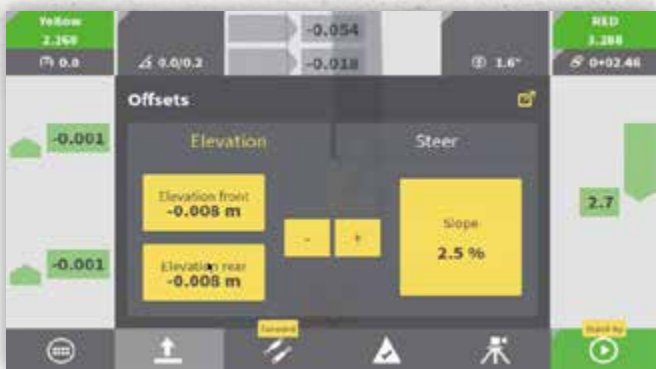 Yellow
2.260
0.0
0.0/0.2
-0.054
-0.018
1.6°
RED
3.288
0+02.46
Offsets
Elevation
Steer
-0.001
Elevation front
-0.008 m
-
+
Slope
2.5 %
2.7
-0.001
Elevation rear
-0.008 m
Forward
Stand by